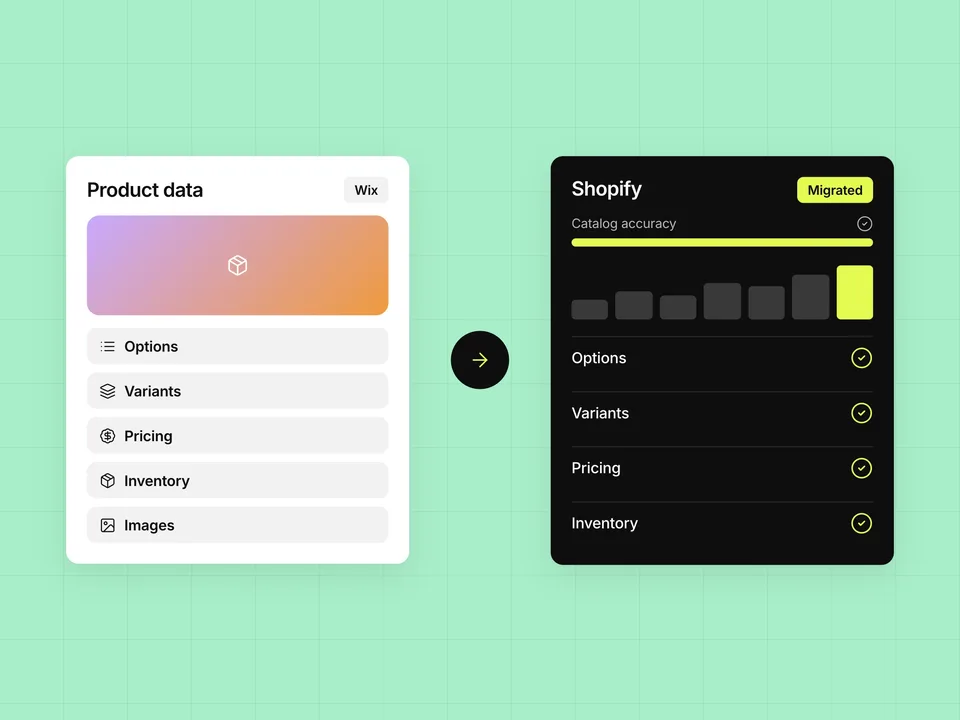 Product data
Wix
Options
Variants
Pricing
Inventory
Images
Shopify
Migrated
Catalog accuracy
Options
Variants
Pricing
Inventory